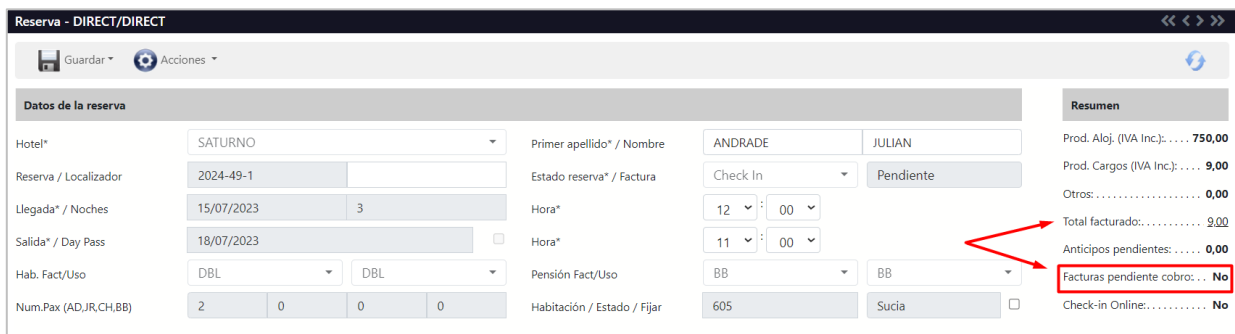 Reserva - DIRECT/DIRECT
Guardar Acciones
Datos de la reserva
Hotel* SATURNO Primer apellido* / Nombre ANDRADE JULIAN
Reserva / Localizador 2024-49-1 Estado reserva* / Factura Check In Pendiente
Llegada* / Noches 15/07/2023 3 Hora* 12 : 00
Salida* / Day Pass 18/07/2023 Hora* 11 : 00
Hab. Fact/Uso DBL DBL Pensión Fact/Uso BB BB
Num.Pax (AD,JR,CH,BB) 2 0 0 0 Habitación / Estado / Fijar 605 Sucia
Resumen
Prod. Aloj. (IVA Inc.):. . . . . 750,00
Prod. Cargos (IVA Inc.): . . . . 9,00
Otros: . . . . . . . . . . . . . . . . . . . 0,00
Total facturado:. . . . . . . . . . . 9,00
Anticipos pendientes: . . . . . 0,00
Facturas pendiente cobro:. . . No
Check-in Online:. . . . . . . . . . . No